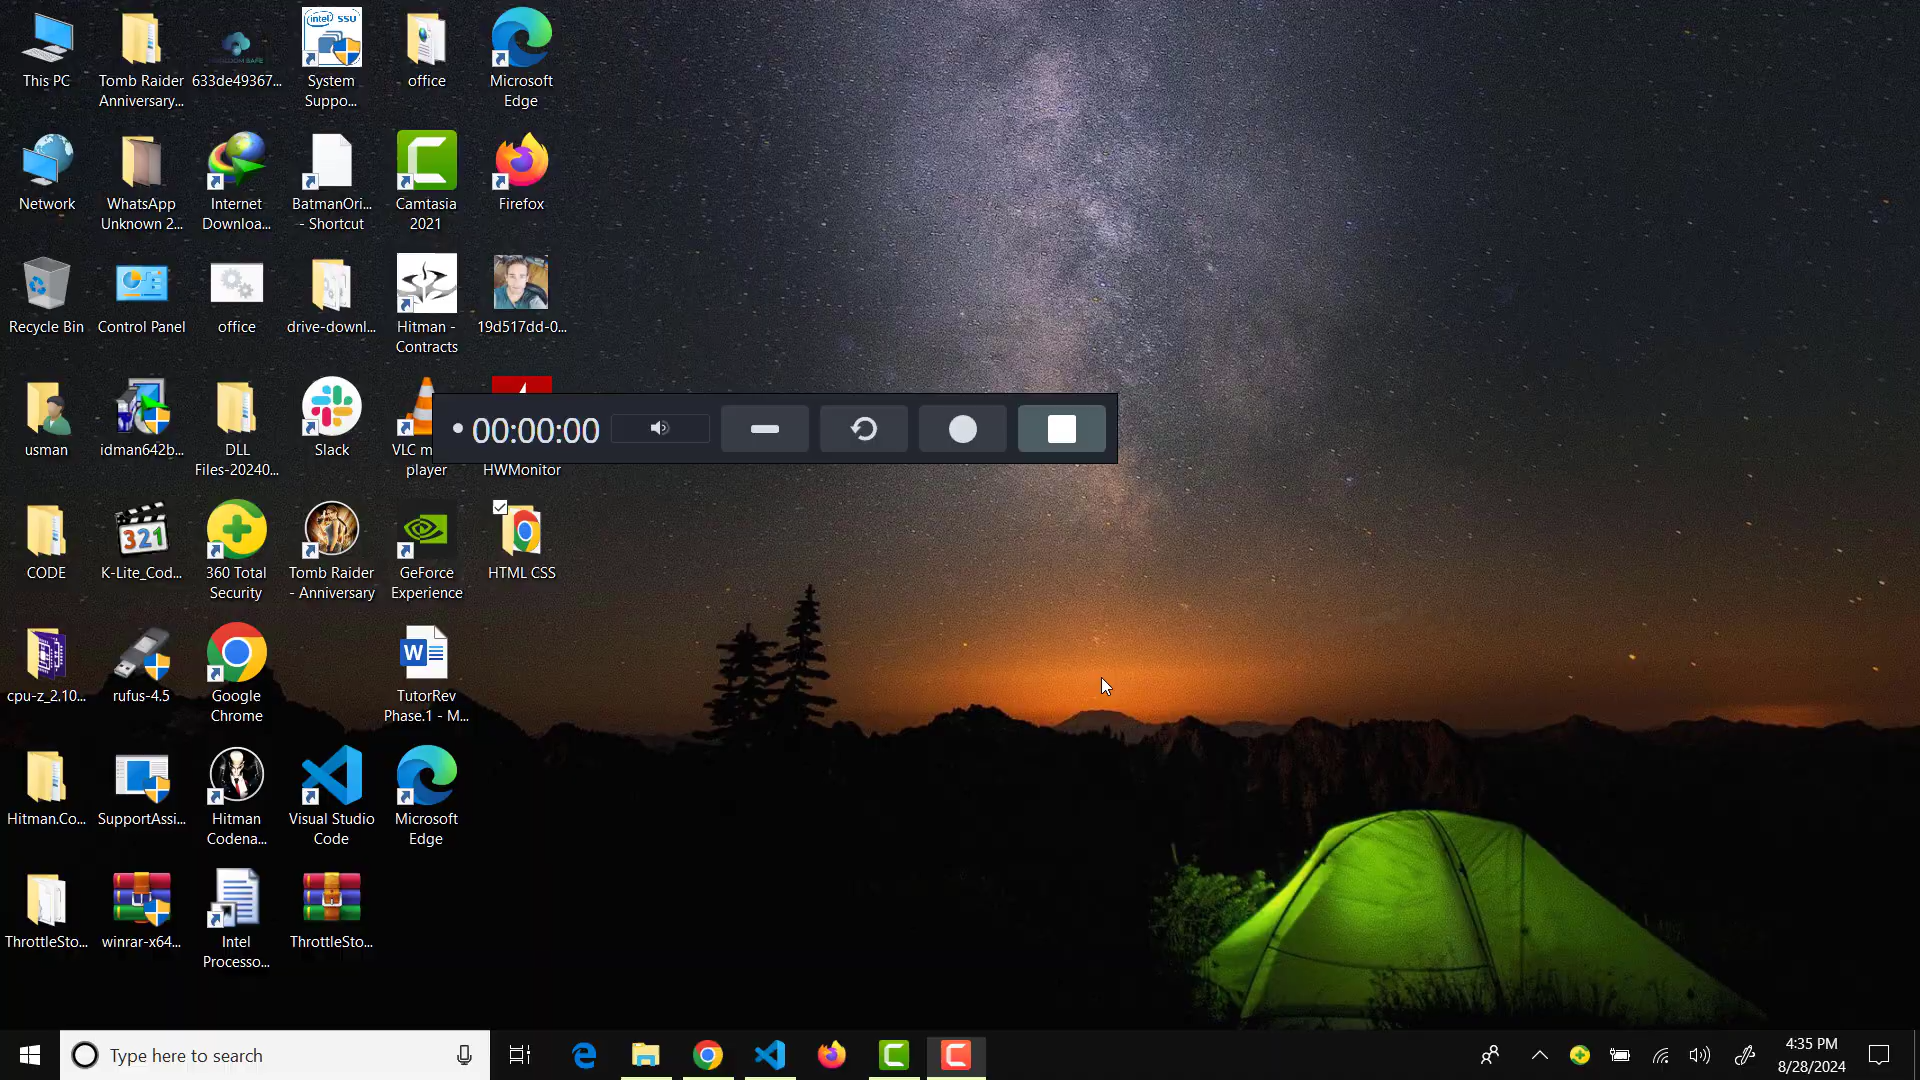 This PC
Tomb Raider
Anniversary...
633de49367...
intel SSU
System
Suppo...
office
Microsoft
Edge
Network
WhatsApp
Unknown 2...
Internet
Downloa...
BatmanOri...
- Shortcut
Camtasia
2021
Firefox
Recycle Bin
Control Panel
office
drive-downl...
Hitman -
Contracts
19d517dd-0...
usman
idman642b...
DLL
Files-20240...
Slack
VLC m
player
HWMonitor
00:00:00
CODE
321
K-Lite_Cod...
360 Total
Security
Tomb Raider
- Anniversary
GeForce
Experience
HTML CSS
cpu-z_2.10...
rufus-4.5
Google
Chrome
W
TutorRev
Phase.1 - M...
Hitman.Co...
SupportAssi...
Hitman
Codena...
Visual Studio
Code
Microsoft
Edge
ThrottleSto...
winrar-x64...
Intel
Processo...
ThrottleSto...
Type here to search
4:35 PM
8/28/2024